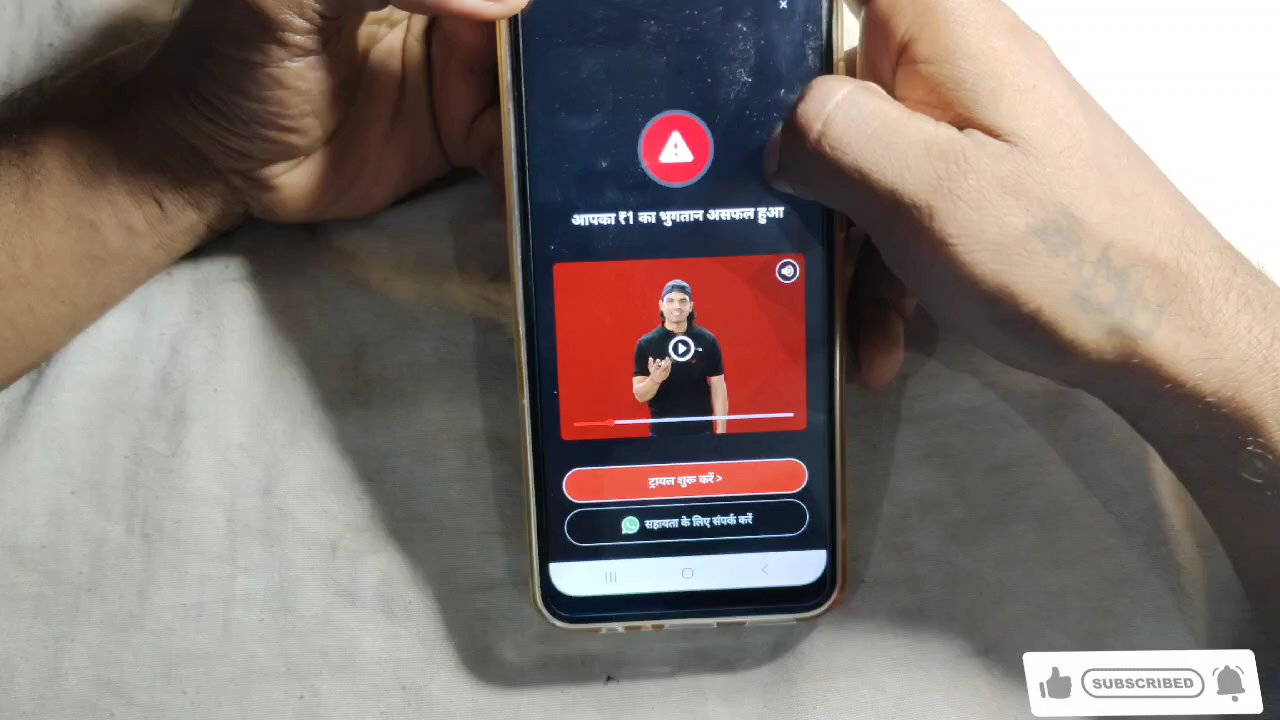 आपका ₹1 का भुगतान असफल हुआ
ट्रायल शुरू करें >
सहायता के लिए संपर्क करें
SUBSCRIBED